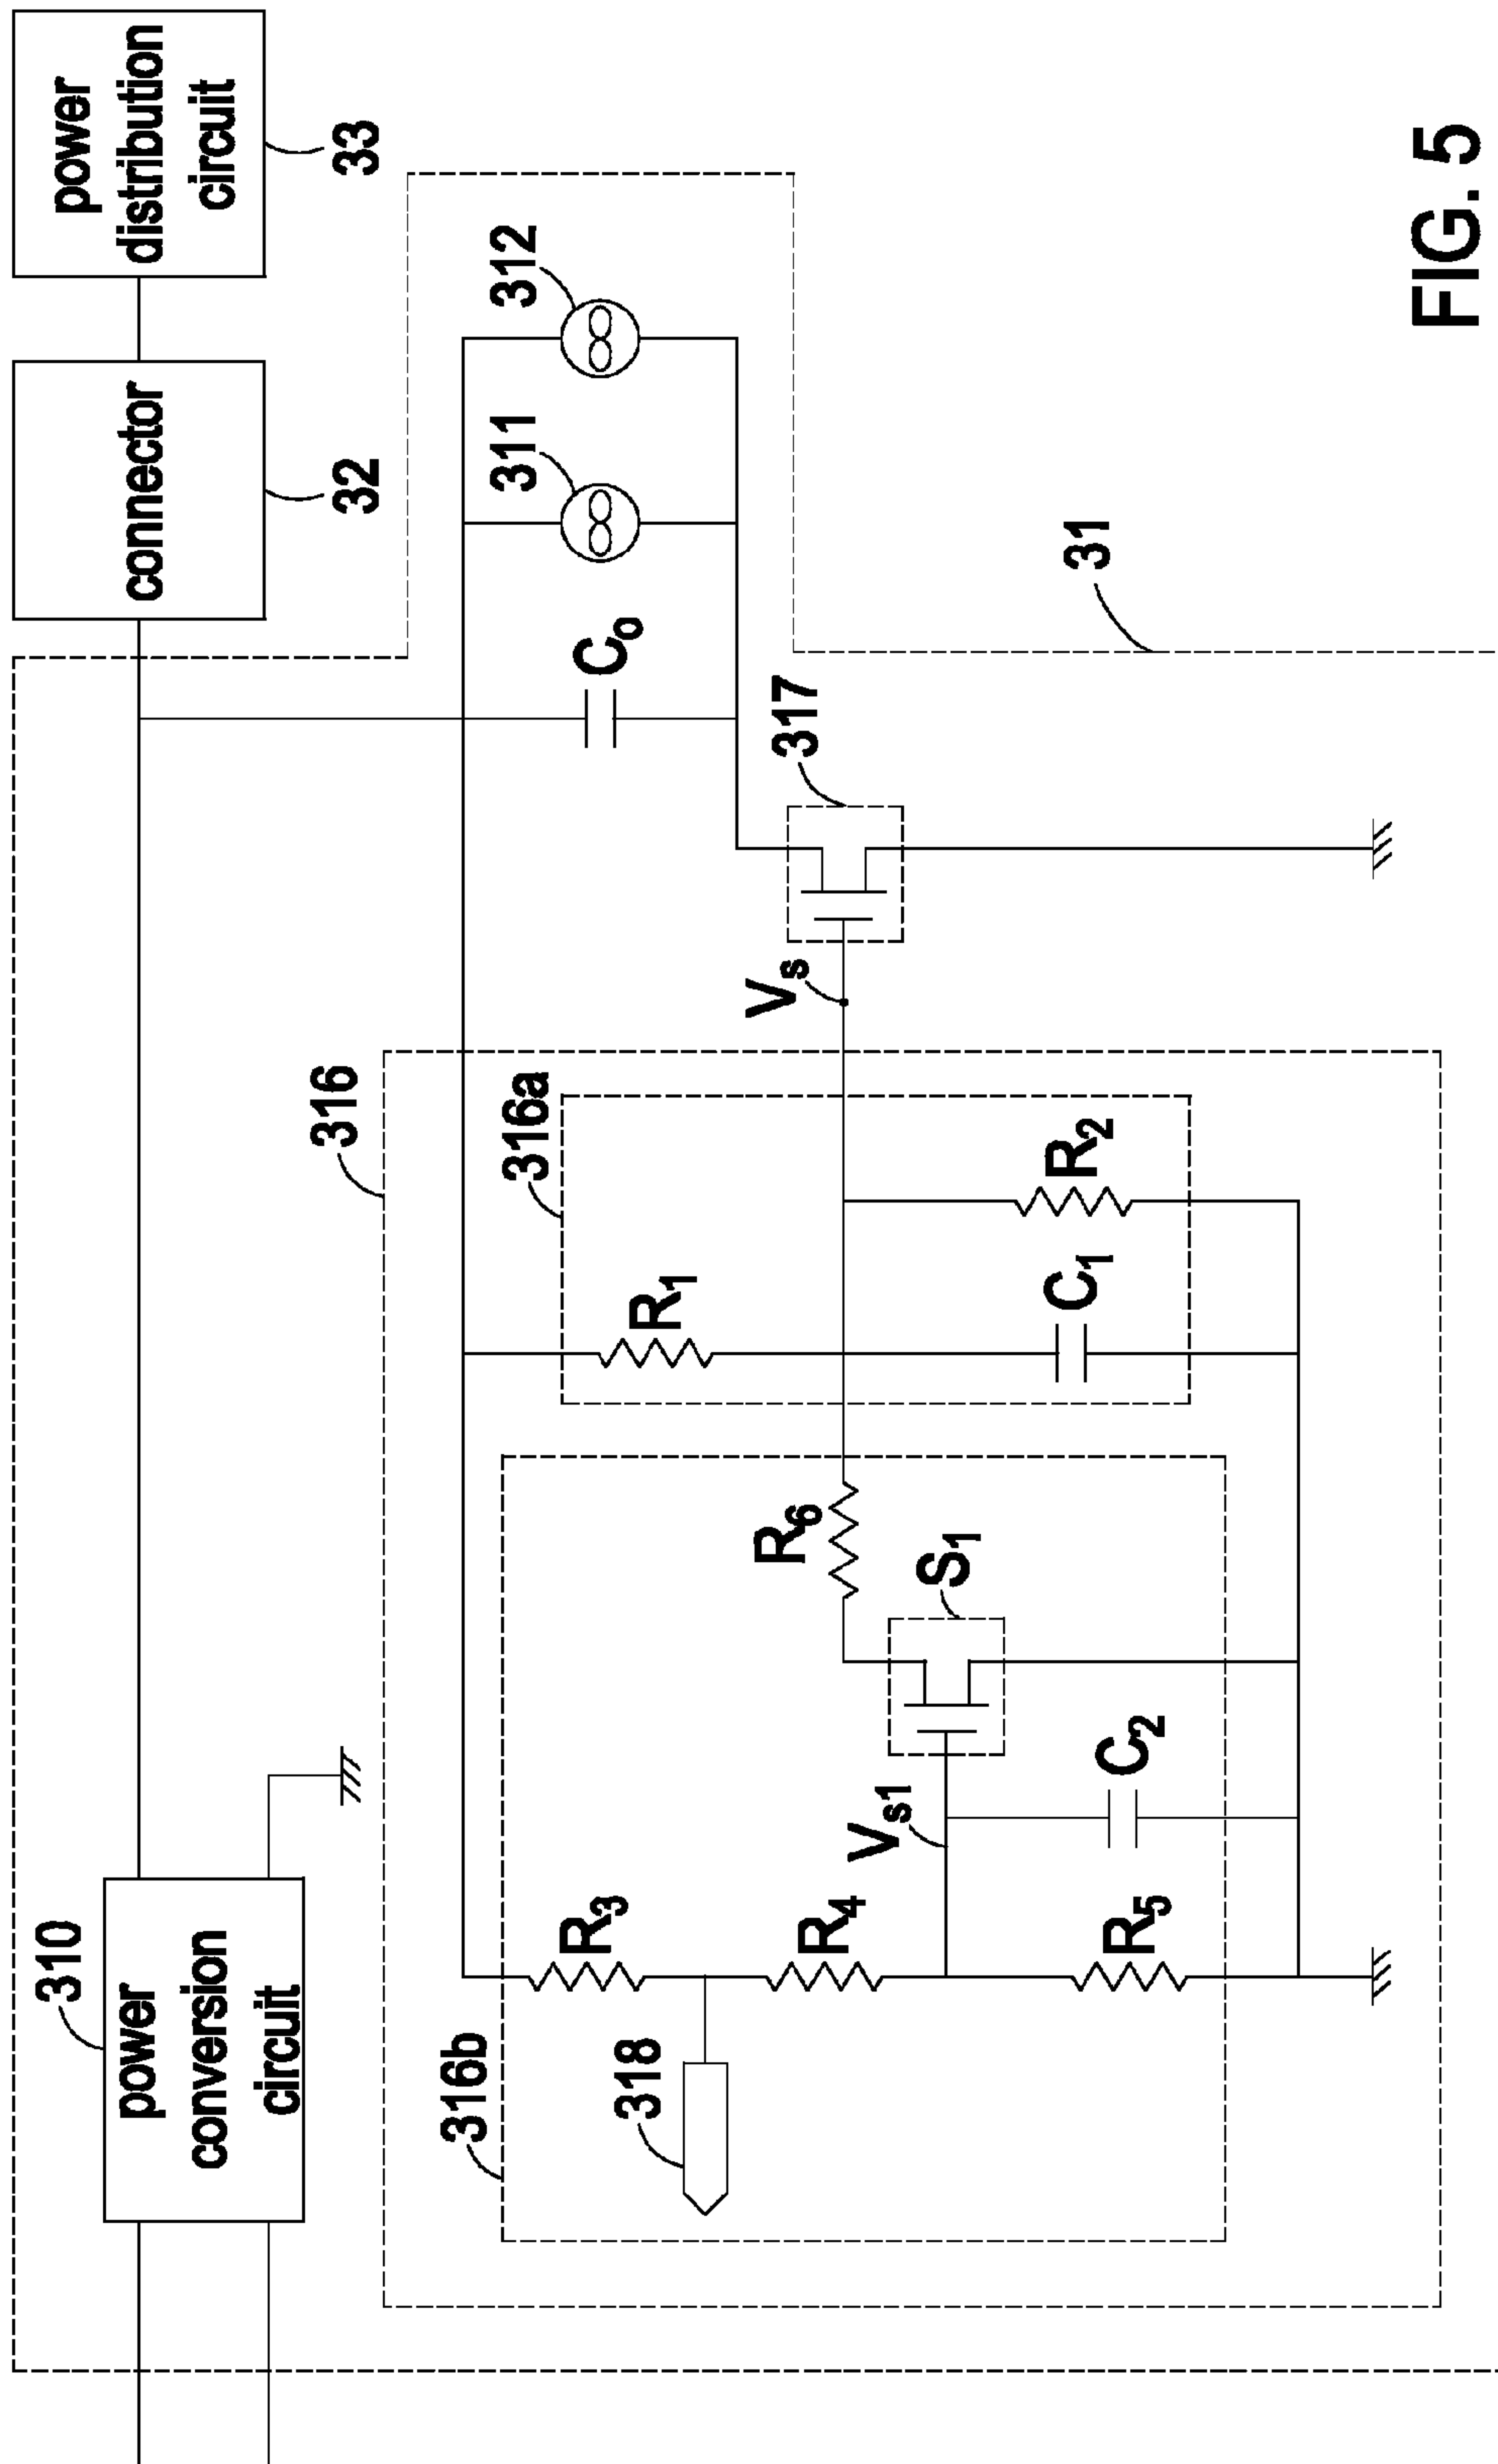 310
power
conversion
circuit
connector
32
power
distribution
circuit
33
316
316a
316b
R3
318
R4
R5
Vs1
C2
S1
R6
R1
C1
R2
Vs
317
Co
311
312
31
FIG. 5